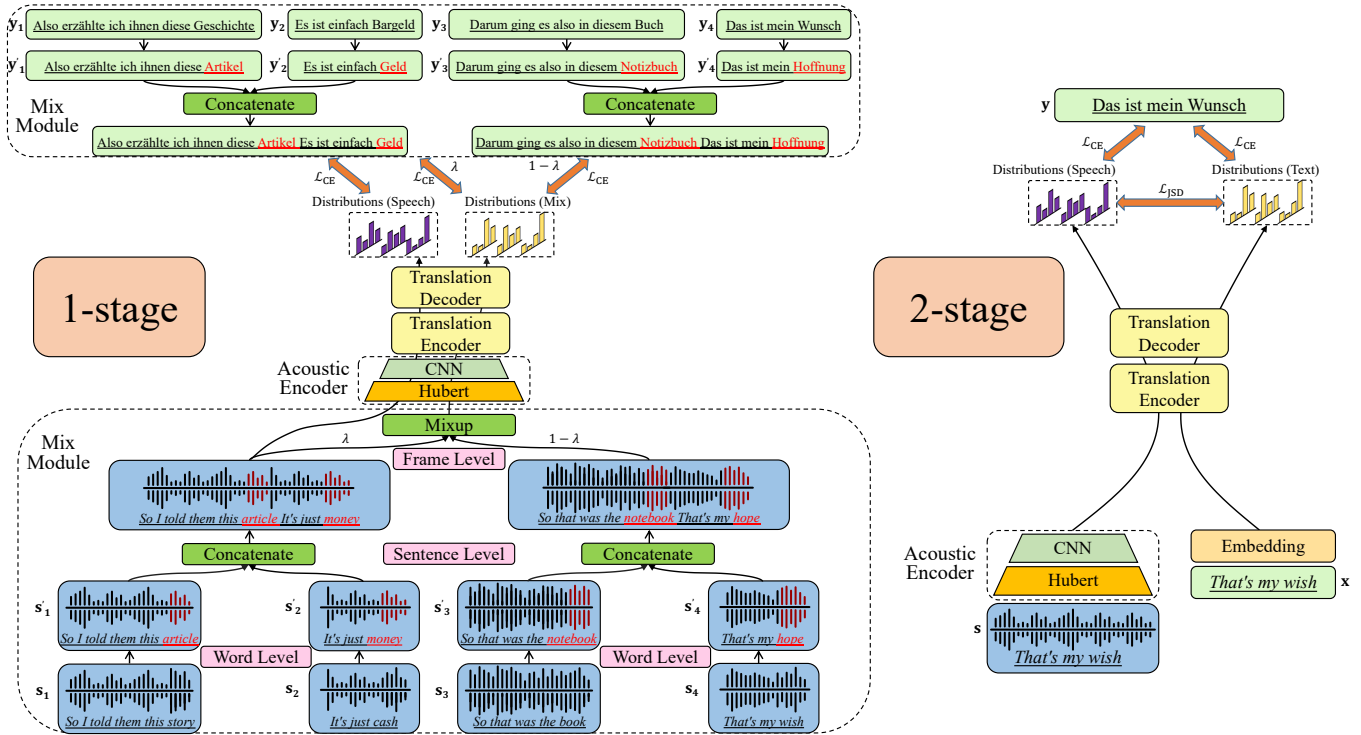 y₁ Also erzählte ich ihnen diese Geschichte y₂ Es ist einfach Bargeld y₃ Darum ging es also in diesem Buch y₄ Das ist mein Wunsch
y′₁ Also erzählte ich ihnen diese Artikel y′₂ Es ist einfach Geld y′₃ Darum ging es also in diesem Notizbuch y′₄ Das ist mein Hoffnung
Mix Module
Concatenate Concatenate
Also erzählte ich ihnen diese Artikel Es ist einfach Geld Darum ging es also in diesem Notizbuch Das ist mein Hoffnung
ℒCE ℒCE λ 1 − λ ℒCE
Distributions (Speech) Distributions (Mix)
1-stage
Translation
Decoder
Translation
Encoder
Acoustic
Encoder
CNN
Hubert
Mix
Module
Mixup
λ 1 − λ
Frame Level
So I told them this article It's just money So that was the notebook That's my hope
Concatenate Sentence Level Concatenate
s′₁ s′₂ s′₃ s′₄
So I told them this article It's just money So that was the notebook That's my hope
Word Level Word Level
s₁ s₂ s₃ s₄
So I told them this story It's just cash So that was the book That's my wish
2-stage
y Das ist mein Wunsch
ℒCE ℒCE
Distributions (Speech) Distributions (Text)
ℒJSD
Translation
Decoder
Translation
Encoder
Acoustic
Encoder
CNN
Hubert
Embedding
That's my wish x
s
That's my wish